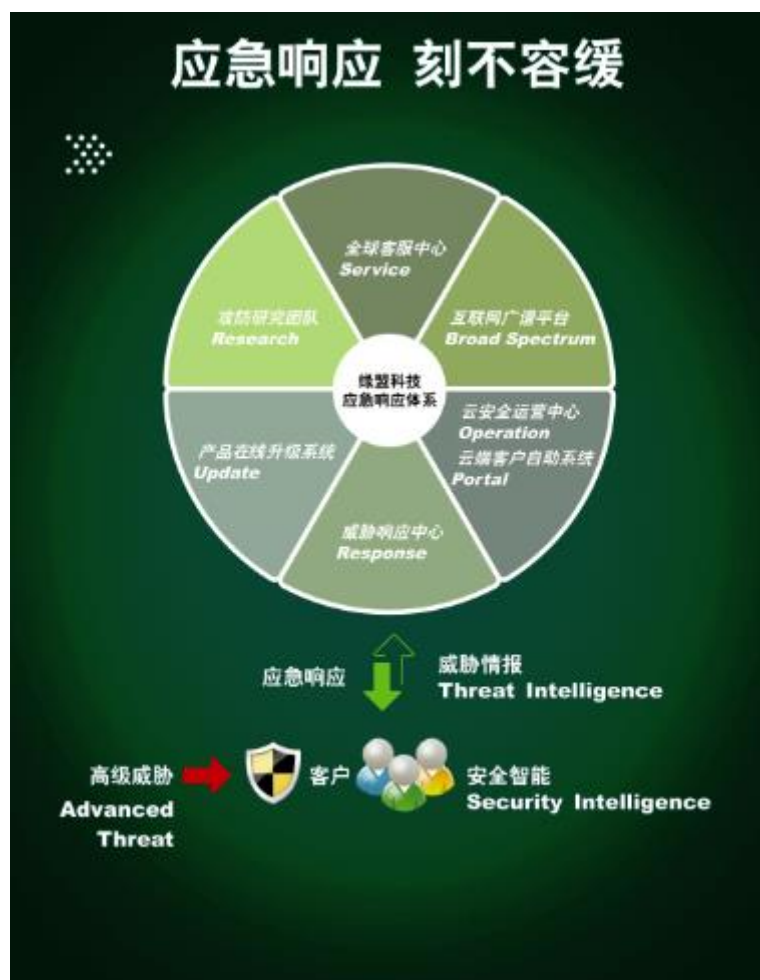 应急响应 刻不容缓
全球客服中心
Service
攻防研究团队
Research
互联网广谱平台
Broad Spectrum
绿盟科技
应急响应体系
云安全运营中心
Operation
云端客户自助系统
Portal
产品在线升级系统
Update
威胁响应中心
Response
应急响应
威胁情报
Threat Intelligence
高级威胁
Advanced
Threat
客户
安全智能
Security Intelligence